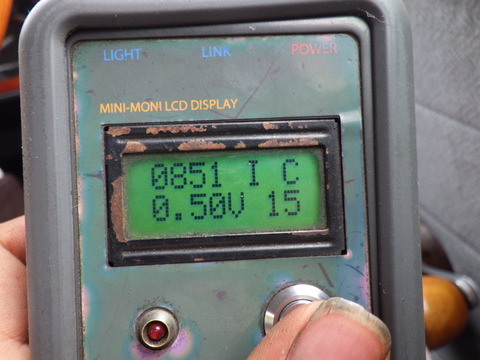 LIGHT LINK POWER
MINI-MONI LCD DISPLAY
0851 I C
0.50V 15